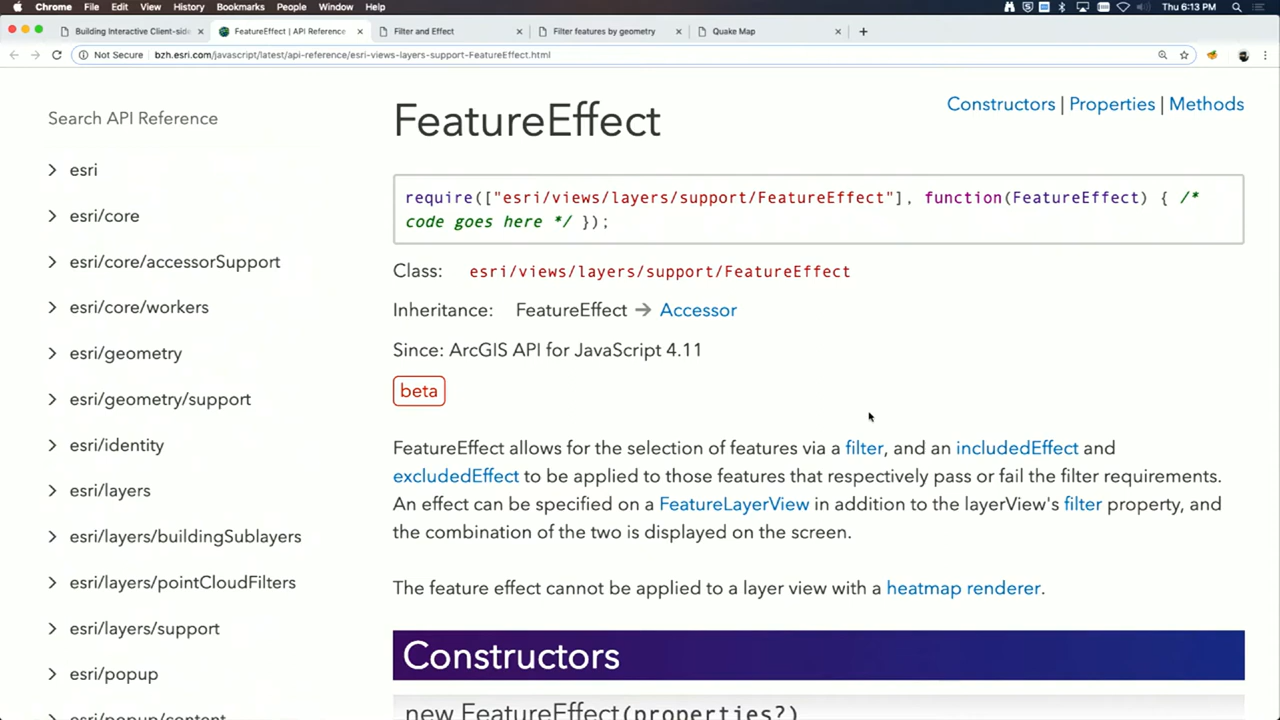 Chrome File Edit View History Bookmarks People Window Help Thu 6:13 PM
Building Interactive Client-side FeatureEffect | API Reference Filter and Effect Filter features by geometry Quake Map
Not Secure bzh.esri.com/javascript/latest/api-reference/esri-views-layers-support-FeatureEffect.html
Search API Reference
esri
esri/core
esri/core/accessorSupport
esri/core/workers
esri/geometry
esri/geometry/support
esri/identity
esri/layers
esri/layers/buildingSublayers
esri/layers/pointCloudFilters
esri/layers/support
esri/popup
esri/popup/content
FeatureEffect
Constructors | Properties | Methods
require(["esri/views/layers/support/FeatureEffect"], function(FeatureEffect) { /*
code goes here */ });
Class: esri/views/layers/support/FeatureEffect
Inheritance: FeatureEffect → Accessor
Since: ArcGIS API for JavaScript 4.11
beta
FeatureEffect allows for the selection of features via a filter, and an includedEffect and
excludedEffect to be applied to those features that respectively pass or fail the filter requirements.
An effect can be specified on a FeatureLayerView in addition to the layerView's filter property, and
the combination of the two is displayed on the screen.
The feature effect cannot be applied to a layer view with a heatmap renderer.
Constructors
new FeatureEffect(properties?)